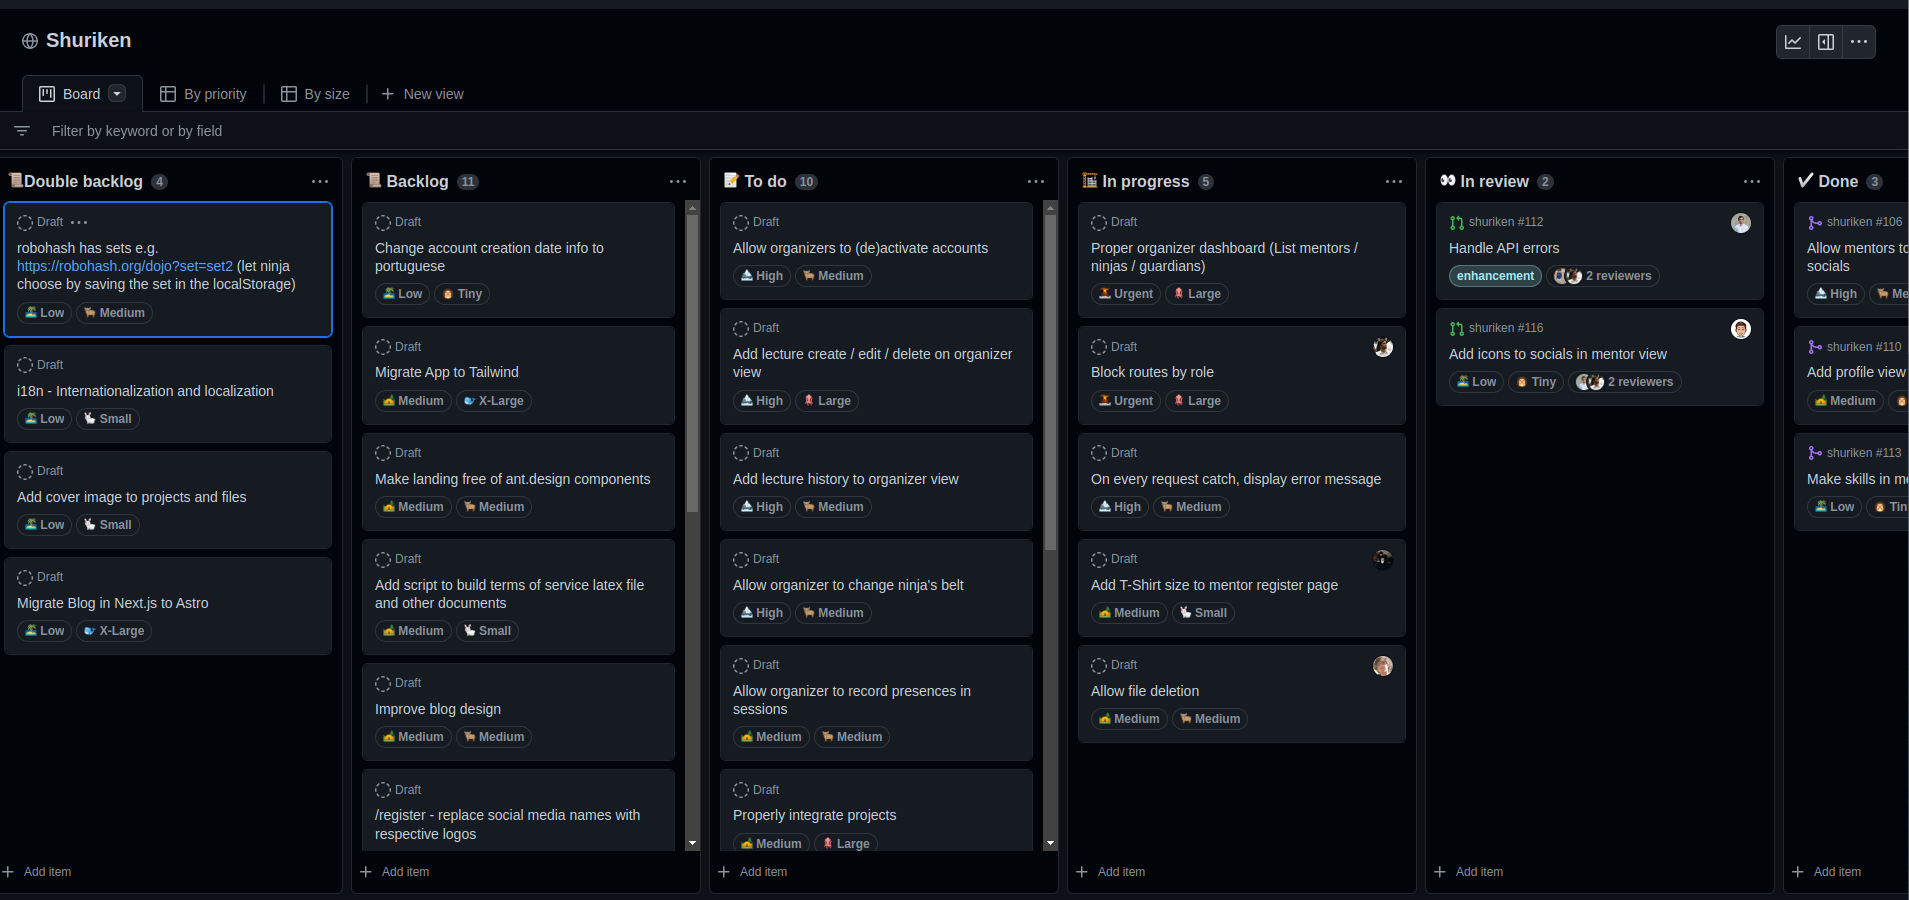 Shuriken
Board
By priority
By size
New view
Filter by keyword or by field
Double backlog 4
Draft
robohash has sets e.g.
https://robohash.org/dojo?set=set2 (let ninja
choose by saving the set in the localStorage)
Low Medium
Draft
i18n - Internationalization and localization
Low Small
Draft
Add cover image to projects and files
Low Small
Draft
Migrate Blog in Next.js to Astro
Low X-Large
Add item
Backlog 11
Draft
Change account creation date info to
portuguese
Low Tiny
Draft
Migrate App to Tailwind
Medium X-Large
Draft
Make landing free of ant.design components
Medium Medium
Draft
Add script to build terms of service latex file
and other documents
Medium Small
Draft
Improve blog design
Medium Medium
Draft
/register - replace social media names with
respective logos
Add item
To do 10
Draft
Allow organizers to (de)activate accounts
High Medium
Draft
Add lecture create / edit / delete on organizer
view
High Large
Draft
Add lecture history to organizer view
High Medium
Draft
Allow organizer to change ninja's belt
High Medium
Draft
Allow organizer to record presences in
sessions
Medium Medium
Draft
Properly integrate projects
Medium Large
Add item
In progress 5
Draft
Proper organizer dashboard (List mentors /
ninjas / guardians)
Urgent Large
Draft
Block routes by role
Urgent Large
Draft
On every request catch, display error message
High Medium
Draft
Add T-Shirt size to mentor register page
Medium Small
Draft
Allow file deletion
Medium Medium
Add item
In review 2
shuriken #112
Handle API errors
enhancement 2 reviewers
shuriken #116
Add icons to socials in mentor view
Low Tiny 2 reviewers
Add item
Done 3
shuriken #106
Allow mentors to
socials
High Me
shuriken #110
Add profile view
Medium
shuriken #113
Make skills in me
Low Tin
Add item